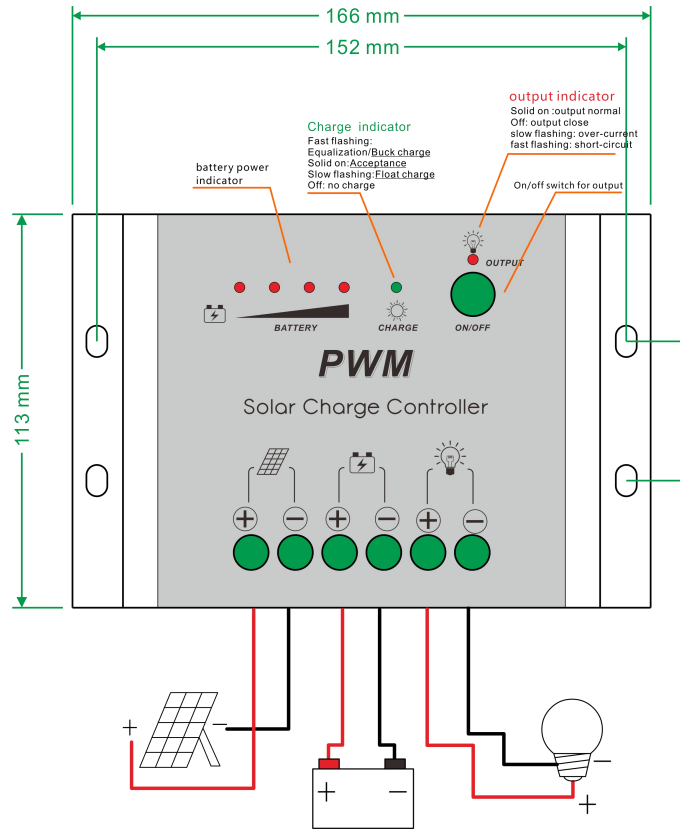 166 mm
152 mm
output indicator
Solid on :output normal
Off: output close
slow flashing: over-current
fast flashing: short-circuit
Charge indicator
Fast flashing:
Equalization/Buck charge
Solid on:Acceptance
Slow flashing:Float charge
Off: no charge
battery power
indicator
On/off switch for output
OUTPUT
BATTERY
CHARGE
ON/OFF
PWM
Solar Charge Controller
113 mm
+ − + − + −
+ −
+ −
−
+